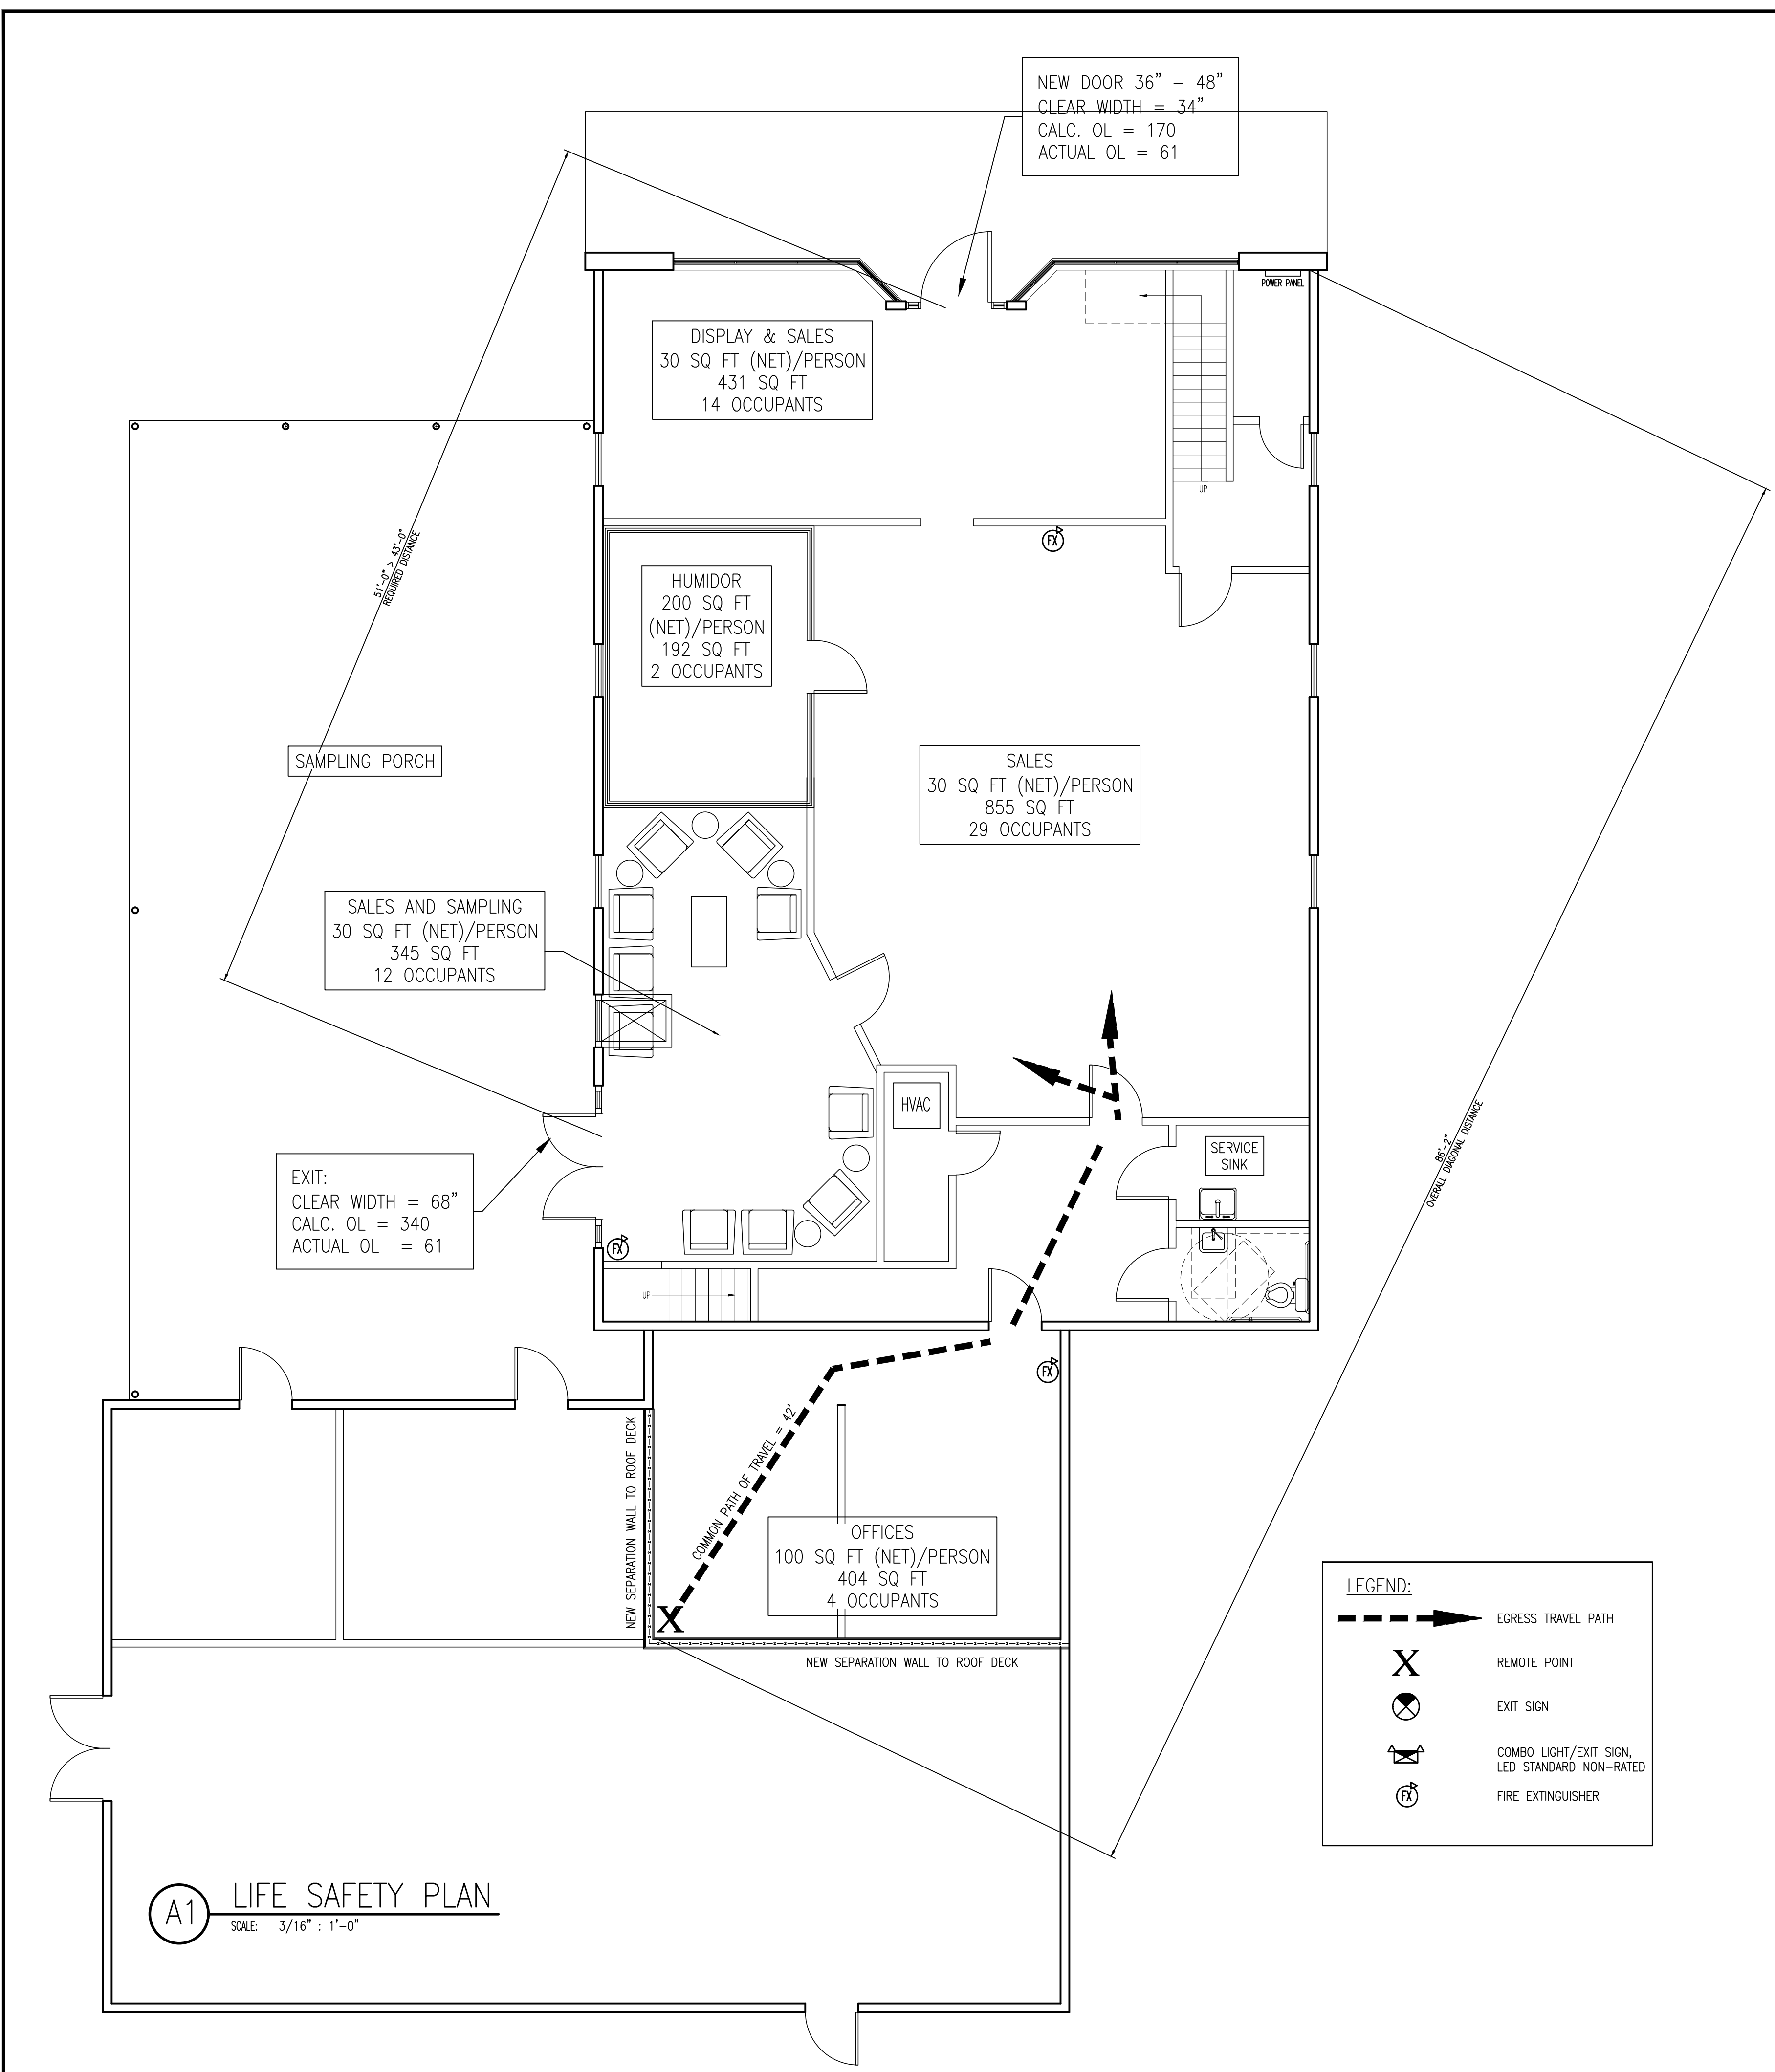 NEW DOOR 36” – 48”
CLEAR WIDTH = 34”
CALC. OL = 170
ACTUAL OL = 61
POWER PANEL
DISPLAY & SALES
30 SQ FT (NET)/PERSON
431 SQ FT
14 OCCUPANTS
UP
51'-0" > 43'-0"
REQUIRED DISTANCE
FX
HUMIDOR
200 SQ FT
(NET)/PERSON
192 SQ FT
2 OCCUPANTS
SAMPLING PORCH
SALES
30 SQ FT (NET)/PERSON
855 SQ FT
29 OCCUPANTS
SALES AND SAMPLING
30 SQ FT (NET)/PERSON
345 SQ FT
12 OCCUPANTS
HVAC
86'-2"
OVERALL DIAGONAL DISTANCE
SERVICE
SINK
EXIT:
CLEAR WIDTH = 68”
CALC. OL = 340
ACTUAL OL = 61
FX
UP
FX
NEW SEPARATION WALL TO ROOF DECK
COMMON PATH OF TRAVEL = 42'
OFFICES
100 SQ FT (NET)/PERSON
404 SQ FT
4 OCCUPANTS
X
NEW SEPARATION WALL TO ROOF DECK
LEGEND:
EGRESS TRAVEL PATH
X REMOTE POINT
EXIT SIGN
COMBO LIGHT/EXIT SIGN,
LED STANDARD NON-RATED
FX FIRE EXTINGUISHER
A1 LIFE SAFETY PLAN
SCALE: 3/16" : 1'-0"